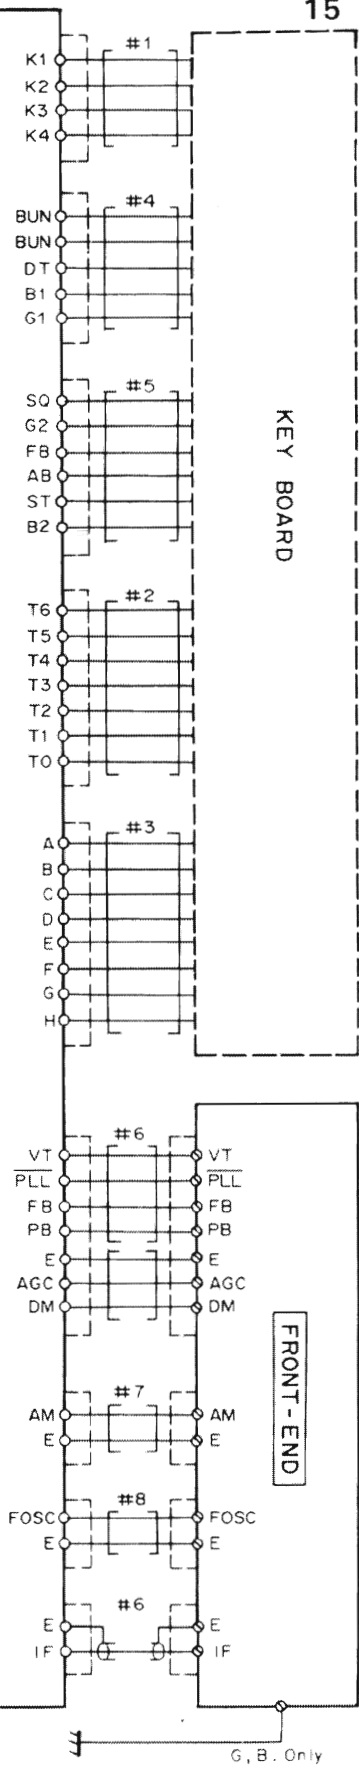 15
#1
K1
K2
K3
K4
#4
BUN
BUN
DT
B1
G1
#5
SQ
G2
FB
AB
ST
B2
KEY BOARD
#2
T6
T5
T4
T3
T2
T1
TO
#3
A
B
C
D
E
F
G
H
#6
VT VT
PLL PLL
FB FB
PB PB
E E
AGC AGC
DM DM
FRONT-END
#7
AM AM
E E
#8
FOSC FOSC
E E
#6
E E
IF IF
G, B. Only